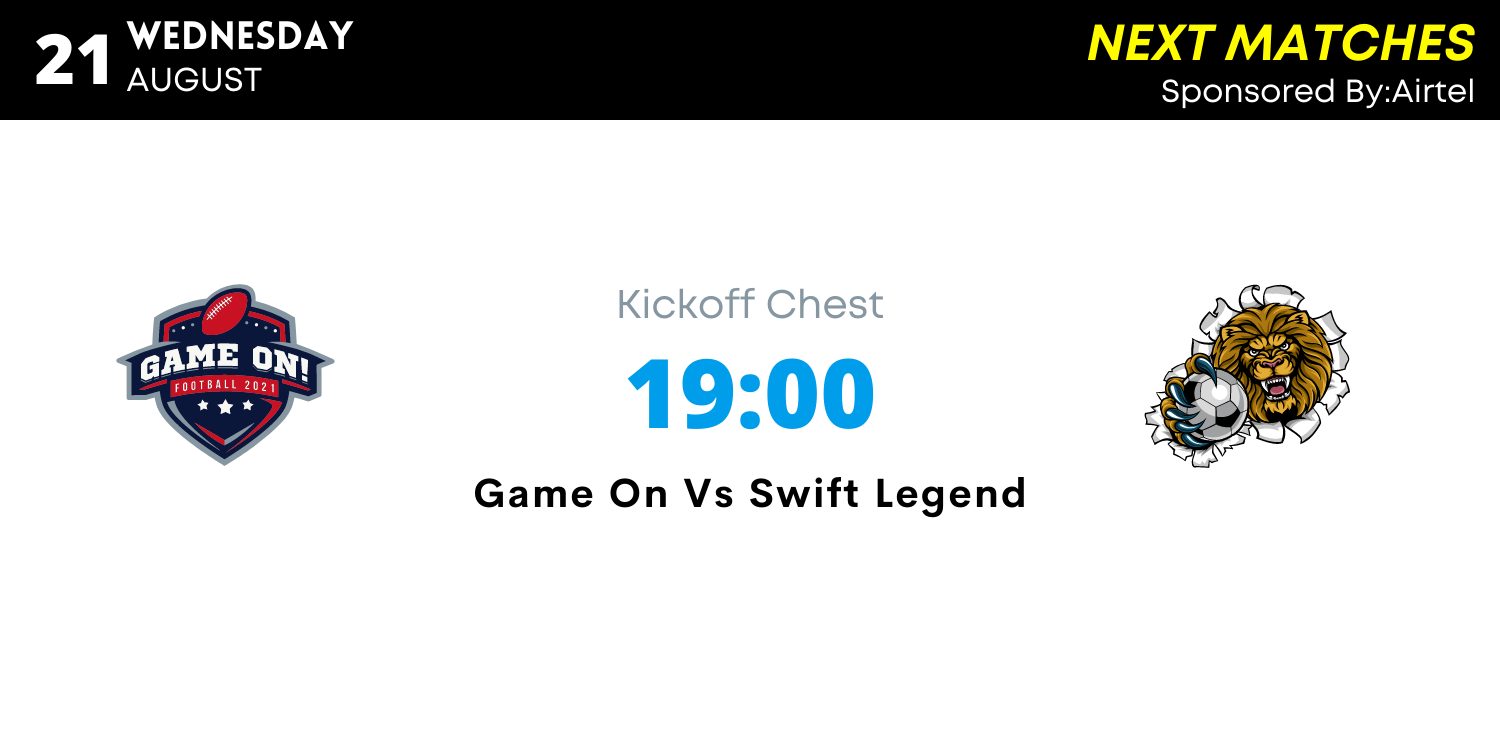 21
WEDNESDAY
AUGUST
NEXT MATCHES
Sponsored By:Airtel
GAME ON!
FOOTBALL 2021
Kickoff Chest
19:00
Game On Vs Swift Legend